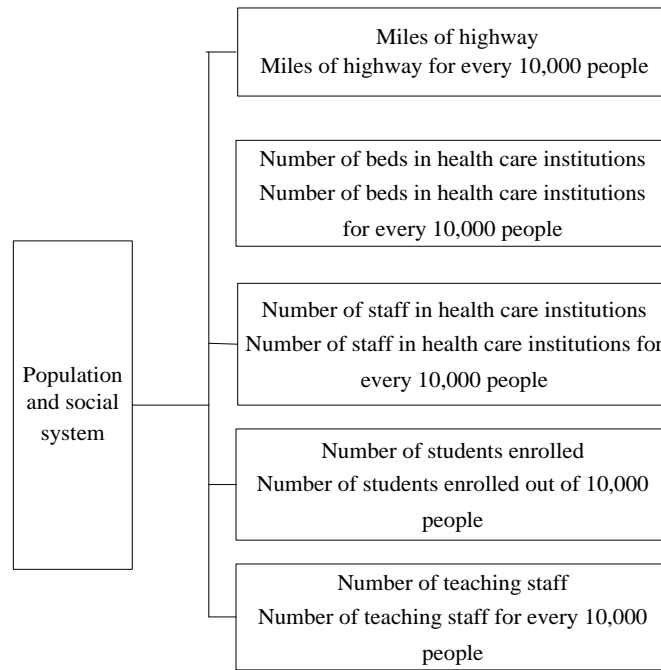 Miles of highway
Miles of highway for every 10,000 people
Number of beds in health care institutions
Number of beds in health care institutions
for every 10,000 people
Number of staff in health care institutions
Number of staff in health care institutions for
every 10,000 people
Population
and social
system
Number of students enrolled
Number of students enrolled out of 10,000
people
Number of teaching staff
Number of teaching staff for every 10,000
people